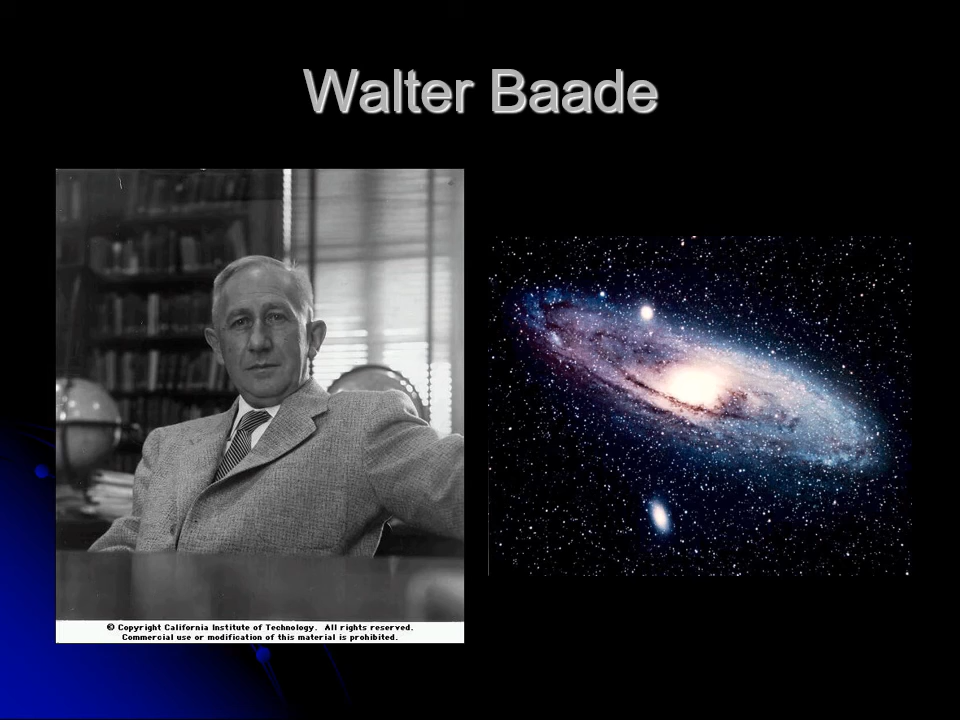 Walter Baade
© Copyright California Institute of Technology. All rights reserved.
Commercial use or modification of this material is prohibited.